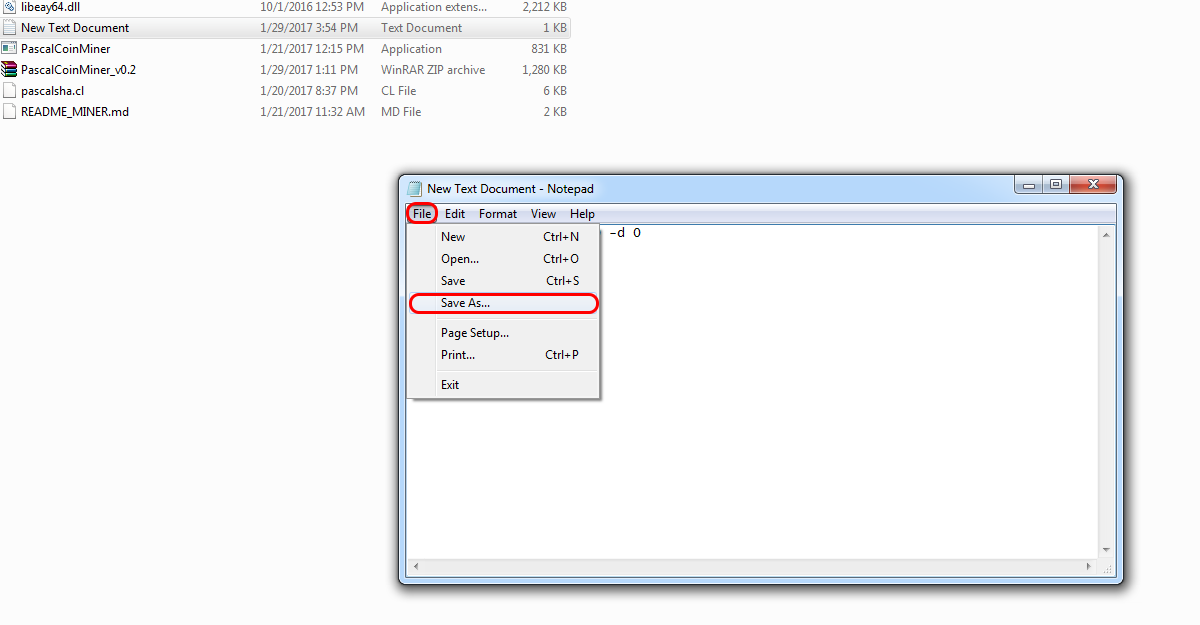 libeay64.dll 10/1/2016 12:53 PM Application extens... 2,212 KB
New Text Document 1/29/2017 3:54 PM Text Document 1 KB
PascalCoinMiner 1/21/2017 12:15 PM Application 831 KB
PascalCoinMiner_v0.2 1/29/2017 1:11 PM WinRAR ZIP archive 1,280 KB
pascalsha.cl 1/20/2017 8:37 PM CL File 6 KB
README_MINER.md 1/21/2017 11:32 AM MD File 2 KB
New Text Document - Notepad
File Edit Format View Help
-d 0
New Ctrl+N
Open... Ctrl+O
Save Ctrl+S
Save As...
Page Setup...
Print... Ctrl+P
Exit